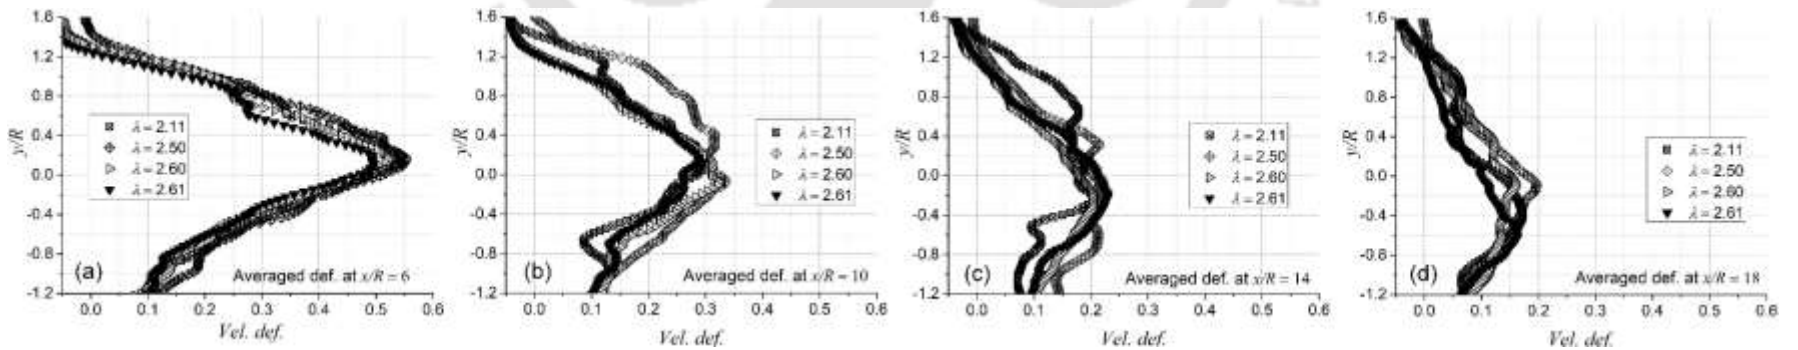 1.6
1.2
0.8
0.4
0.0
-0.4
-0.8
-1.2
y/R
λ = 2.11
λ = 2.50
λ = 2.60
λ = 2.61
(a)
Averaged def. at x/R = 6
0.0 0.1 0.2 0.3 0.4 0.5 0.6
Vel. def.
1.6
1.2
0.8
0.4
0.0
-0.4
-0.8
-1.2
y/R
λ = 2.11
λ = 2.50
λ = 2.60
λ = 2.61
(b)
Averaged def. at x/R = 10
0.0 0.1 0.2 0.3 0.4 0.5 0.6
Vel. def.
1.6
1.2
0.8
0.4
0.0
-0.4
-0.8
-1.2
y/R
λ = 2.11
λ = 2.50
λ = 2.60
λ = 2.61
(c)
Averaged def. at x/R = 14
0.0 0.1 0.2 0.3 0.4 0.5 0.6
Vel. def.
1.6
1.2
0.8
0.4
0.0
-0.4
-0.8
-1.2
y/R
λ = 2.11
λ = 2.50
λ = 2.60
λ = 2.61
(d)
Averaged def. at x/R = 18
0.0 0.1 0.2 0.3 0.4 0.5 0.6
Vel. def.